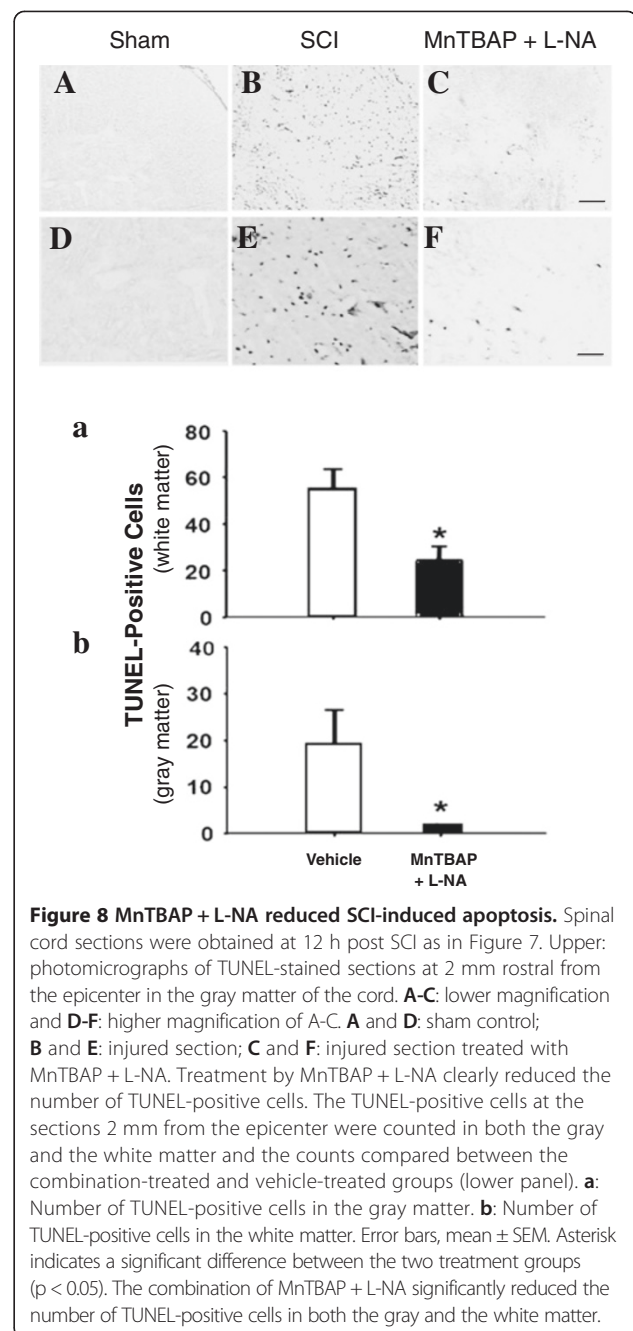 Sham SCI MnTBAP + L-NA
A B C
D E F
a
80
60
40
20
0
TUNEL-Positive Cells
(white matter)
*
b
40
30
20
10
0
(gray matter)
*
Vehicle MnTBAP
+ L-NA
Figure 8 MnTBAP + L-NA reduced SCI-induced apoptosis. Spinal
cord sections were obtained at 12 h post SCI as in Figure 7. Upper:
photomicrographs of TUNEL-stained sections at 2 mm rostral from
the epicenter in the gray matter of the cord. A-C: lower magnification
and D-F: higher magnification of A-C. A and D: sham control;
B and E: injured section; C and F: injured section treated with
MnTBAP + L-NA. Treatment by MnTBAP + L-NA clearly reduced the
number of TUNEL-positive cells. The TUNEL-positive cells at the
sections 2 mm from the epicenter were counted in both the gray
and the white matter and the counts compared between the
combination-treated and vehicle-treated groups (lower panel). a:
Number of TUNEL-positive cells in the gray matter. b: Number of
TUNEL-positive cells in the white matter. Error bars, mean ± SEM. Asterisk
indicates a significant difference between the two treatment groups
(p < 0.05). The combination of MnTBAP + L-NA significantly reduced the
number of TUNEL-positive cells in both the gray and the white matter.